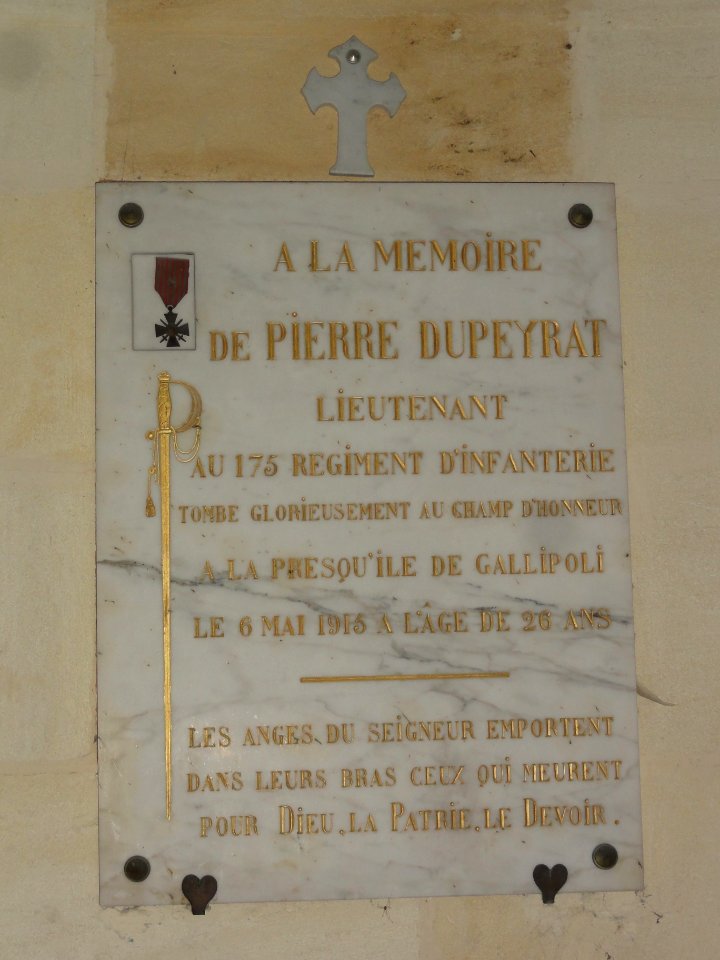 A LA MEMOIRE
DE PIERRE DUPEYRAT
LIEUTENANT
AU 175 REGIMENT D'INFANTERIE
TOMBE GLORIEUSEMENT AU CHAMP D'HONNEUR
A LA PRESQU'ILE DE GALLIPOLI
LE 6 MAI 1915 A L'ÂGE DE 26 ANS
LES ANGES DU SEIGNEUR EMPORTENT
DANS LEURS BRAS CEUX QUI MEURENT
POUR DIEU, LA PATRIE, LE DEVOIR.